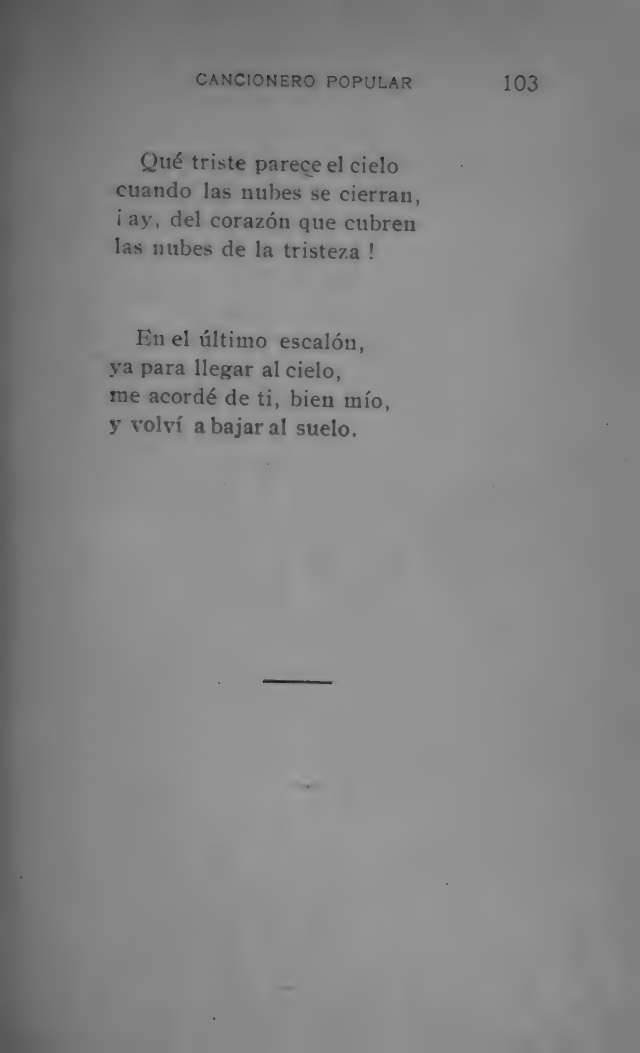 CANCIONERO POPULAR 103
Qué triste parece el cielo
cuando las nubes se cierran,
¡ay, del corazón que cubren
las nubes de la tristeza !
En el último escalón,
ya para llegar al cielo,
me acordé de ti, bien mío,
y volví a bajar al suelo.